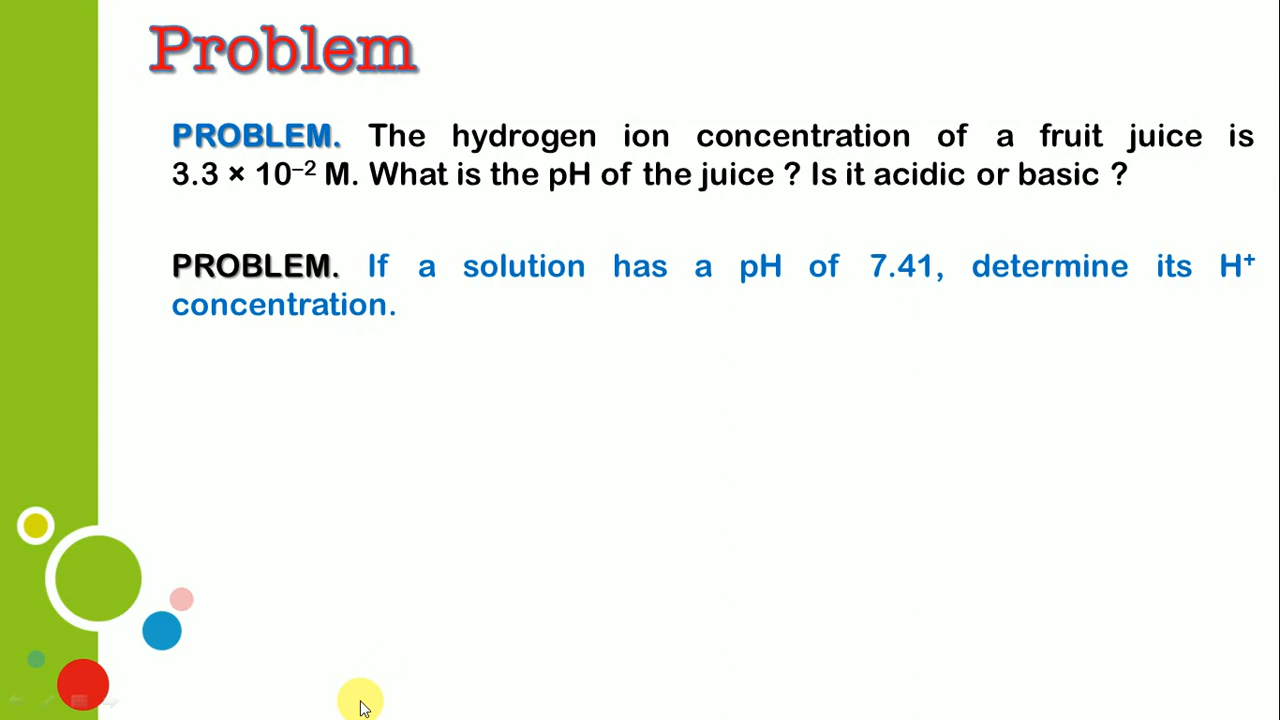 Problem
PROBLEM. The hydrogen ion concentration of a fruit juice is
3.3 × 10⁻² M. What is the pH of the juice ? Is it acidic or basic ?
PROBLEM. If a solution has a pH of 7.41, determine its H⁺
concentration.